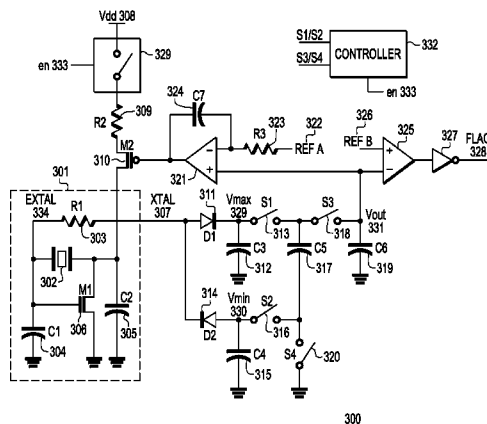 Vdd 308
329
en 333
S1/S2
S3/S4
CONTROLLER
332
en 333
309
R2
M2
310
324
C7
323
R3
322
REF A
321
326
REF B
325
327
FLAG
328
301
EXTAL
334
R1
303
XTAL
307
311
D1
Vmax
329
S1
313
S3
318
Vout
331
C3
312
C5
317
C6
319
302
M1
306
C2
305
C1
304
314
D2
Vmin
330
S2
316
C4
315
S4
320
300